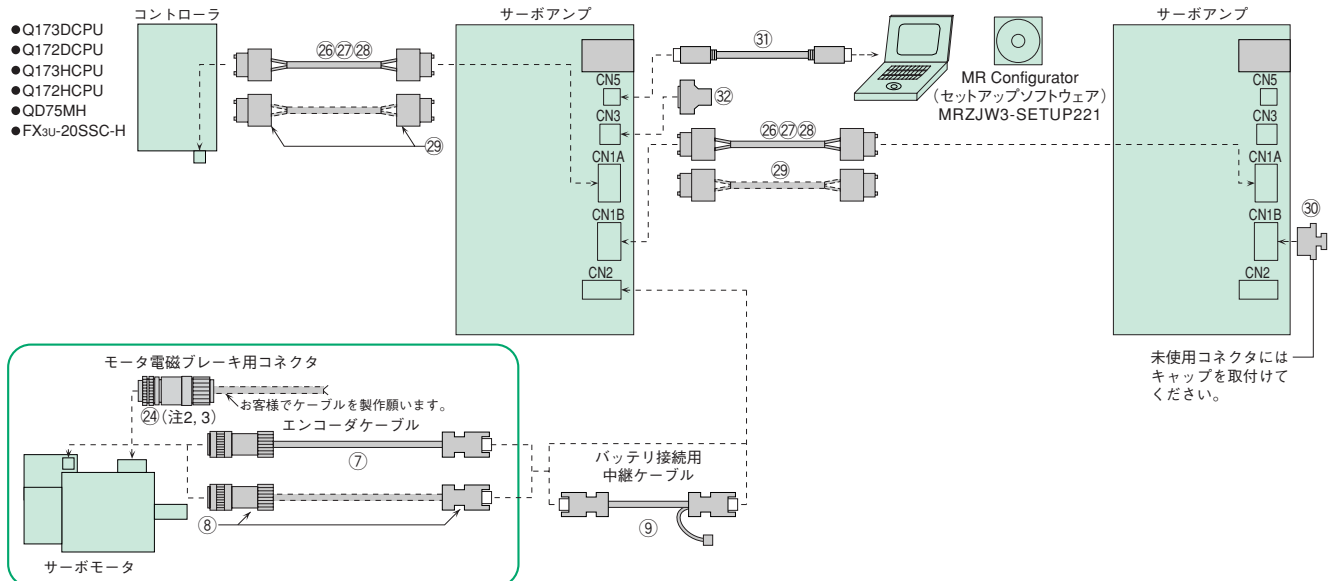 コントローラ
●Q173DCPU
●Q172DCPU
●Q173HCPU
●Q172HCPU
●QD75MH
●FX3U-20SSC-H
㉖㉗㉘
㉙
サーボアンプ
CN5
CN3
CN1A
CN1B
CN2
㉛
㉜
MR Configurator
(セットアップソフトウェア)
MRZJW3-SETUP221
㉖㉗㉘
㉙
サーボアンプ
CN5
CN3
CN1A
CN1B
CN2
㉚
未使用コネクタには
キャップを取付けて
ください。
モータ電磁ブレーキ用コネクタ
お客様でケーブルを製作願います。
㉔(注2, 3)
エンコーダケーブル
⑦
⑧
サーボモータ
バッテリ接続用
中継ケーブル
⑨